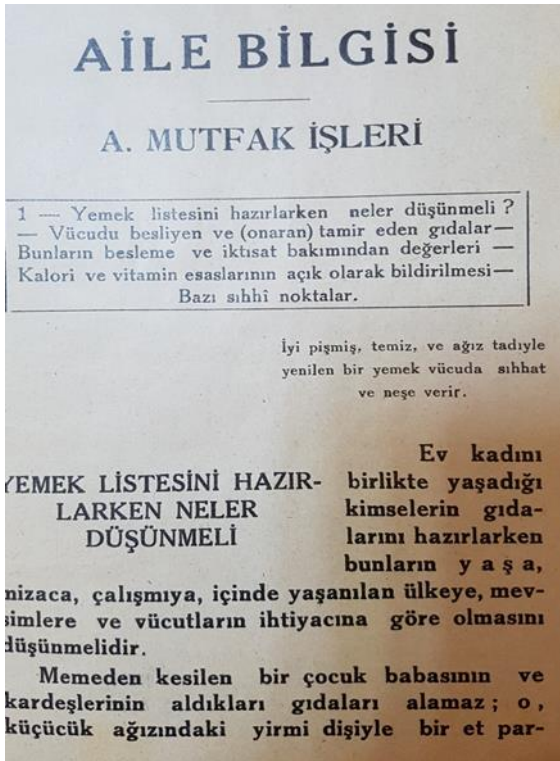 AİLE BİLGİSİ
A. MUTFAK İŞLERİ
1 — Yemek listesini hazırlarken neler düşünmeli ?
— Vücudu besliyen ve (onaran) tamir eden gıdalar—
Bunların besleme ve iktisat bakımından değerleri —
Kalori ve vitamin esaslarının açık olarak bildirilmesi—
Bazı sıhhî noktalar.
İyi pişmiş, temiz, ve ağız tadıyle
yenilen bir yemek vücuda sıhhat
ve neşe verir.
YEMEK LİSTESİNİ HAZIR-
LARKEN NELER
DÜŞÜNMELİ
Ev kadını
birlikte yaşadığı
kimselerin gıda-
larını hazırlarken
bunların y a ş a,
mizaca, çalışmıya, içinde yaşanılan ülkeye, mev-
simlere ve vücutların ihtiyacına göre olmasını
düşünmelidir.
Memeden kesilen bir çocuk babasının ve
kardeşlerinin aldıkları gıdaları alamaz ; o ,
küçücük ağızındaki yirmi dişiyle bir et par-